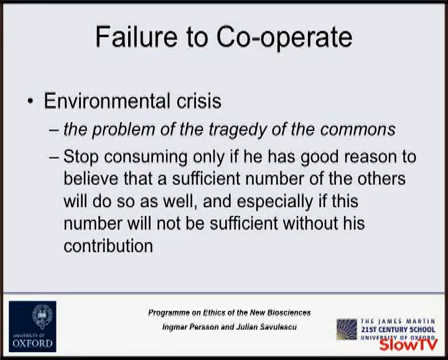 Failure to Co-operate
• Environmental crisis
– the problem of the tragedy of the commons
– Stop consuming only if he has good reason to
believe that a sufficient number of the others
will do so as well, and especially if this
number will not be sufficient without his
contribution
UNIVERSITY OF
OXFORD
Programme on Ethics of the New Biosciences
Ingmar Persson and Julian Savulescu
THE JAMES MARTIN
21ST CENTURY SCHOOL
UNIVERSITY OF OXFORD
SlowTV